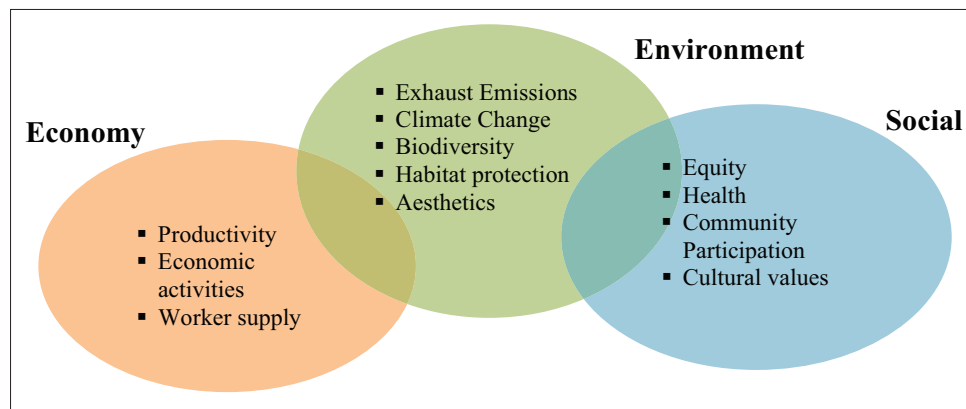 Economy
▪ Productivity
▪ Economic
activities
▪ Worker supply
Environment
▪ Exhaust Emissions
▪ Climate Change
▪ Biodiversity
▪ Habitat protection
▪ Aesthetics
Social
▪ Equity
▪ Health
▪ Community
Participation
▪ Cultural values